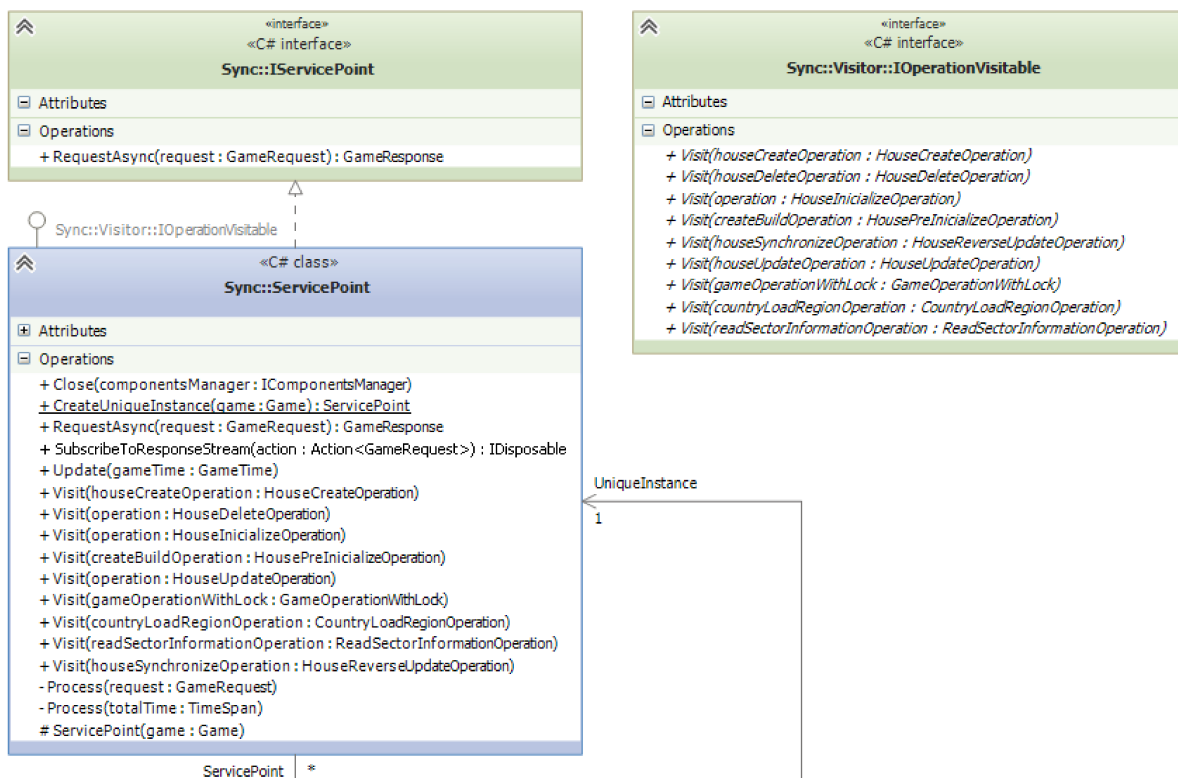 «interface»
«C# interface»
Sync::IServicePoint
Attributes
Operations
+ RequestAsync(request : GameRequest) : GameResponse
Sync::Visitor::IOperationVisitable
«C# class»
Sync::ServicePoint
Attributes
Operations
+ Close(componentsManager : IComponentsManager)
+ CreateUniqueInstance(game : Game) : ServicePoint
+ RequestAsync(request : GameRequest) : GameResponse
+ SubscribeToResponseStream(action : Action<GameRequest>) : IDisposable
+ Update(gameTime : GameTime)
+ Visit(houseCreateOperation : HouseCreateOperation)
+ Visit(operation : HouseDeleteOperation)
+ Visit(operation : HouseInicializeOperation)
+ Visit(createBuildOperation : HousePreInicializeOperation)
+ Visit(operation : HouseUpdateOperation)
+ Visit(gameOperationWithLock : GameOperationWithLock)
+ Visit(countryLoadRegionOperation : CountryLoadRegionOperation)
+ Visit(readSectorInformationOperation : ReadSectorInformationOperation)
+ Visit(houseSynchronizeOperation : HouseReverseUpdateOperation)
- Process(request : GameRequest)
- Process(totalTime : TimeSpan)
# ServicePoint(game : Game)
ServicePoint *
«interface»
«C# interface»
Sync::Visitor::IOperationVisitable
Attributes
Operations
+ Visit(houseCreateOperation : HouseCreateOperation)
+ Visit(houseDeleteOperation : HouseDeleteOperation)
+ Visit(operation : HouseInicializeOperation)
+ Visit(createBuildOperation : HousePreInicializeOperation)
+ Visit(houseSynchronizeOperation : HouseReverseUpdateOperation)
+ Visit(houseUpdateOperation : HouseUpdateOperation)
+ Visit(gameOperationWithLock : GameOperationWithLock)
+ Visit(countryLoadRegionOperation : CountryLoadRegionOperation)
+ Visit(readSectorInformationOperation : ReadSectorInformationOperation)
UniqueInstance
1